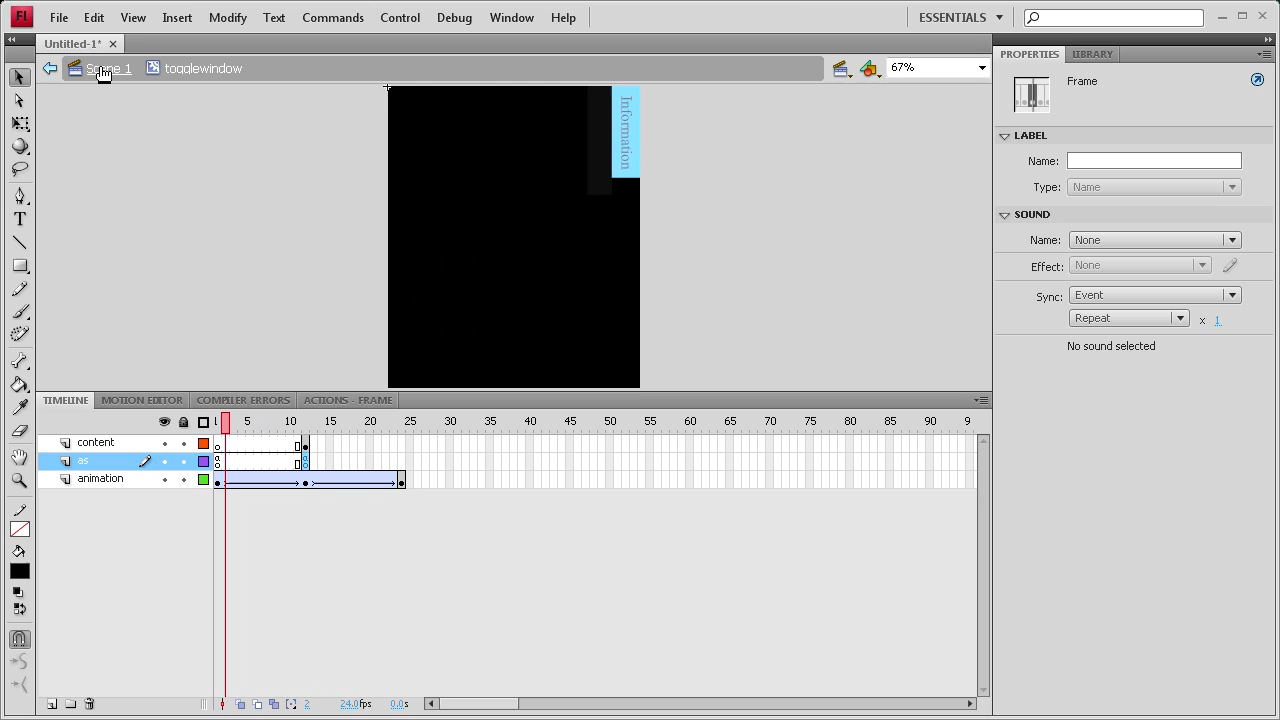 FL File Edit View Insert Modify Text Commands Control Debug Window Help ESSENTIALS
Untitled-1* ×
Scene 1 togglewindow 67%
PROPERTIES LIBRARY
Frame
LABEL
Name:
Type: Name
SOUND
Name: None
Effect: None
Sync: Event
Repeat x 1
No sound selected
Information
TIMELINE MOTION EDITOR COMPILER ERRORS ACTIONS - FRAME
1 5 10 15 20 25 30 35 40 45 50 55 60 65 70 75 80 85 90 9
content
as
animation
2 24.0fps 0.0s